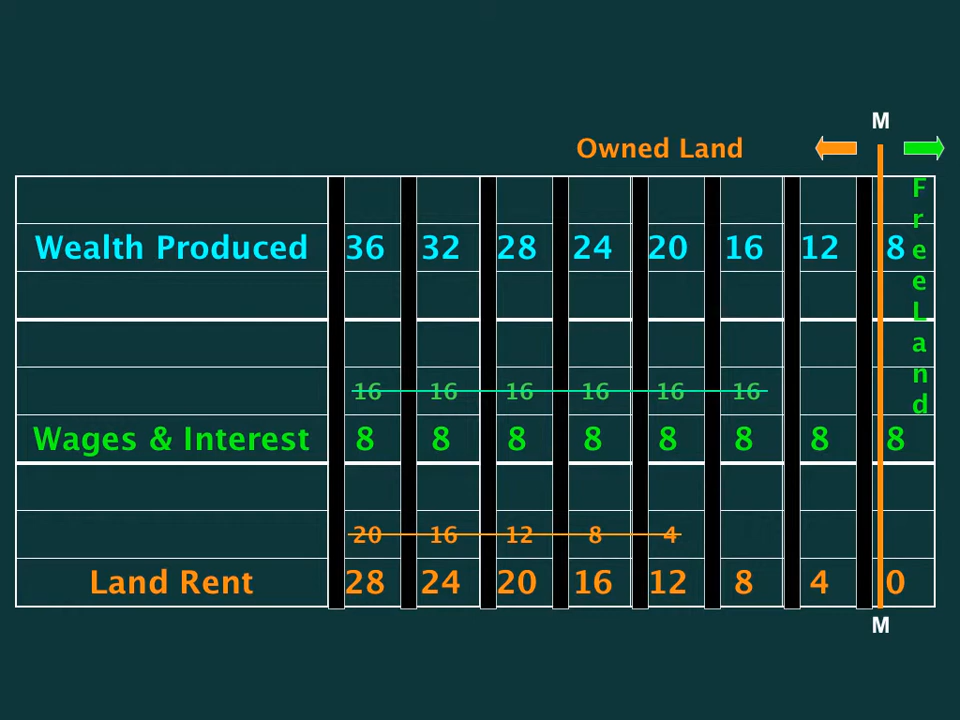 M
Owned Land
Free Land
Wealth Produced 36 32 28 24 20 16 12 8
16 16 16 16 16 16
Wages & Interest 8 8 8 8 8 8 8 8
20 16 12 8 4
Land Rent 28 24 20 16 12 8 4 0
M